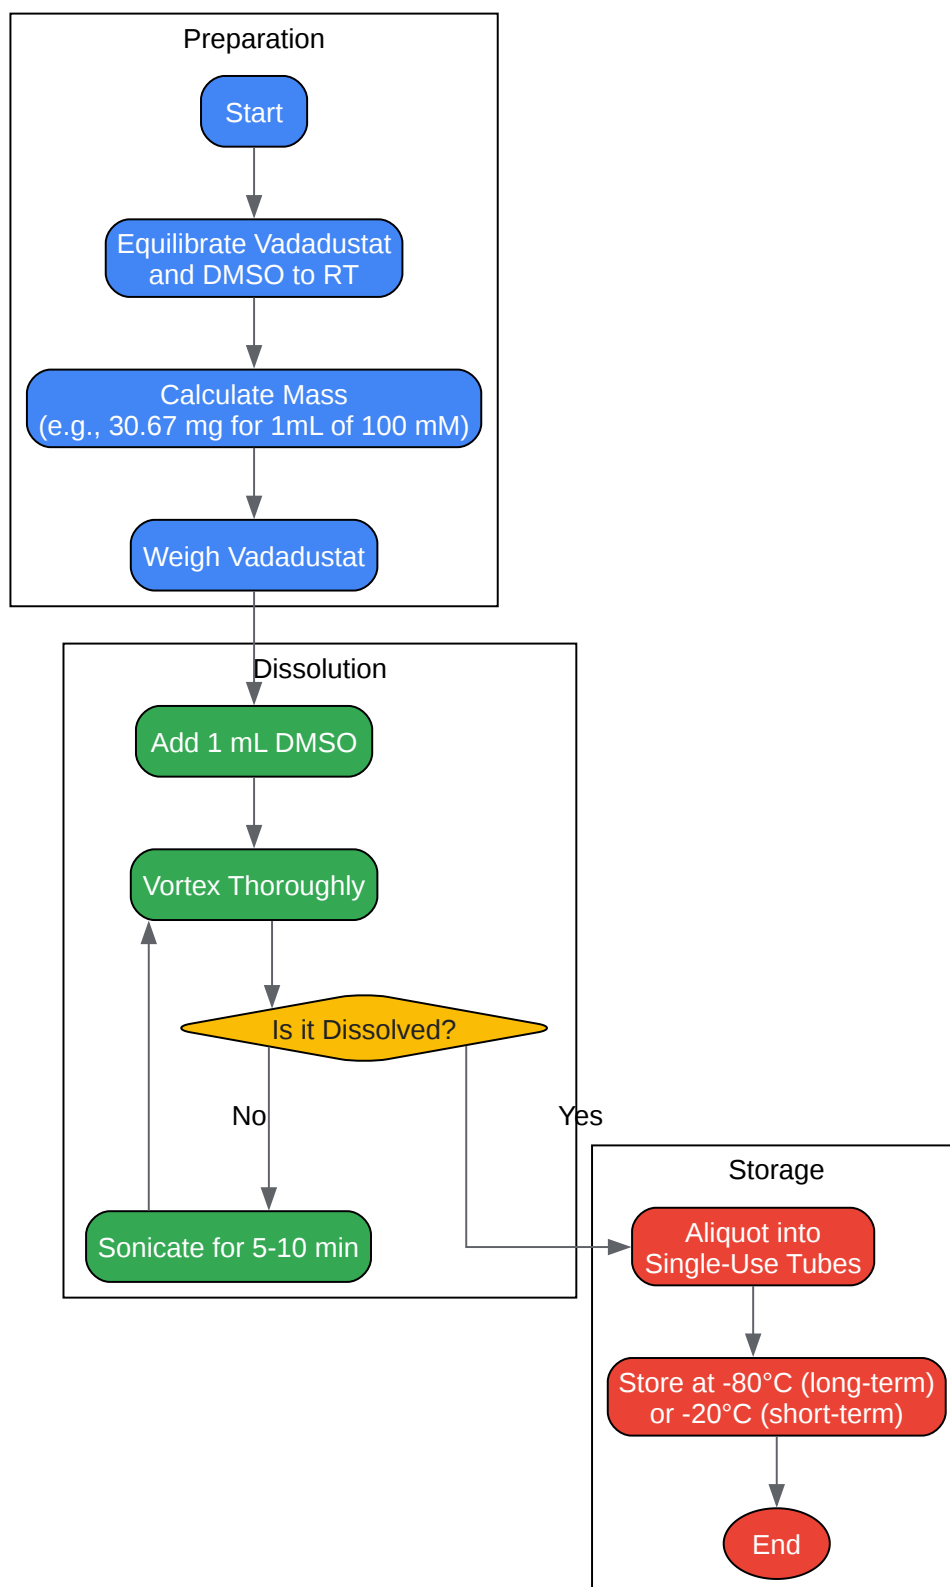 Preparation
Start
Equilibrate Vadadustat
and DMSO to RT
Calculate Mass
(e.g., 30.67 mg for 1mL of 100 mM)
Weigh Vadadustat
Dissolution
Add 1 mL DMSO
Vortex Thoroughly
Is it Dissolved?
No
Yes
Sonicate for 5-10 min
Storage
Aliquot into
Single-Use Tubes
Store at -80°C (long-term)
or -20°C (short-term)
End